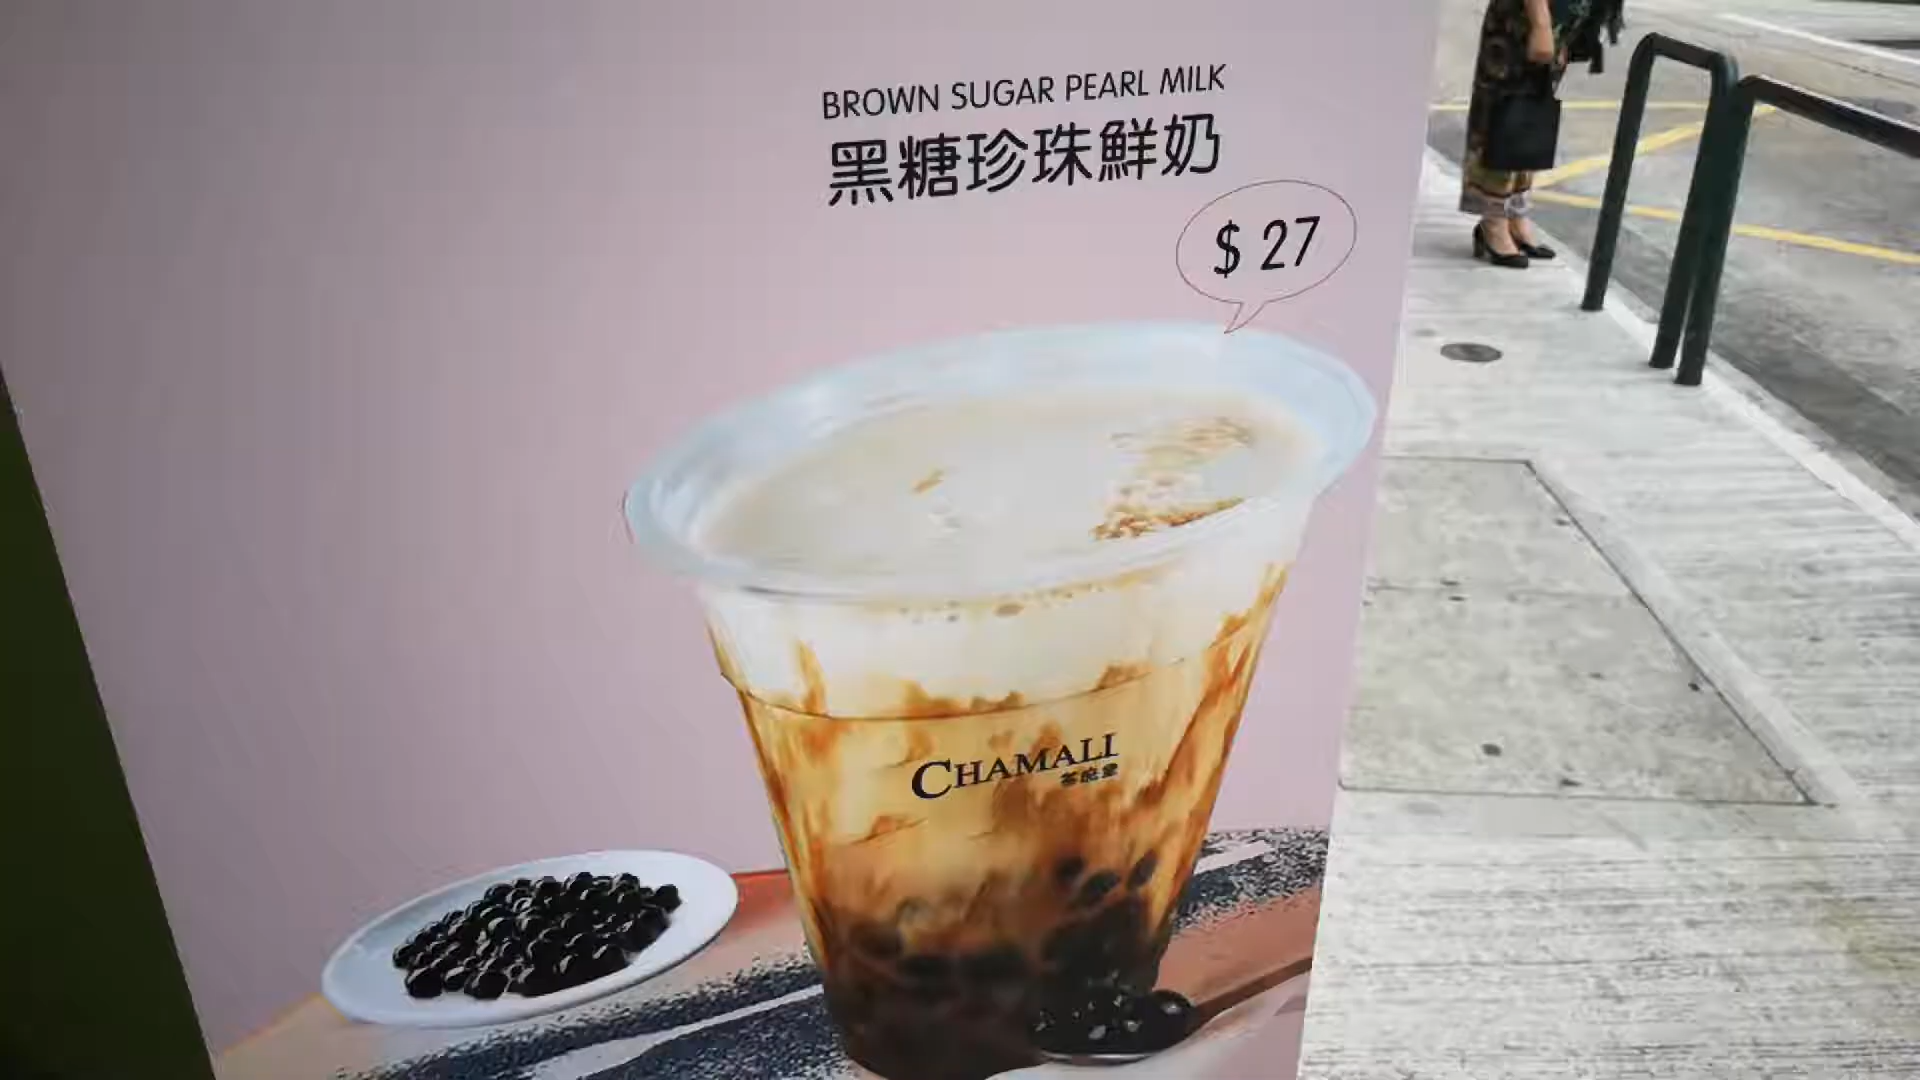 BROWN SUGAR PEARL MILK
黑糖珍珠鮮奶
$ 27
CHAMALI